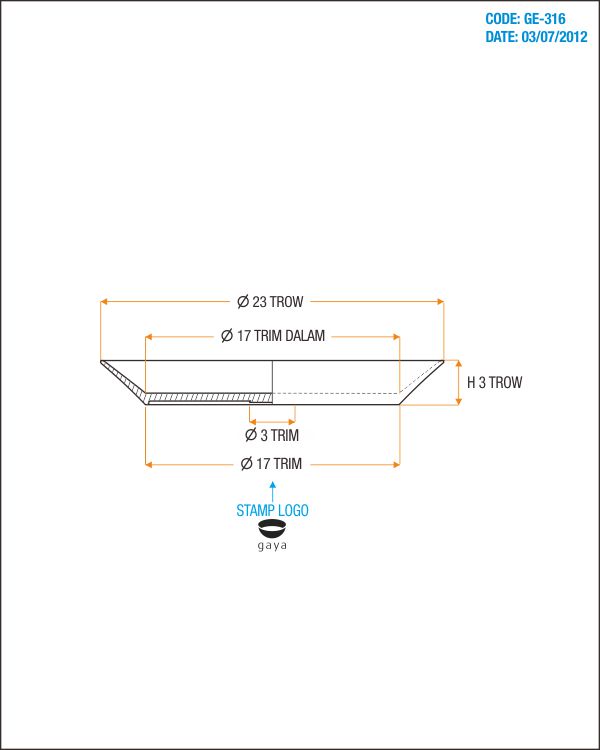 CODE: GE-316
DATE: 03/07/2012
Ø 23 TROW
Ø 17 TRIM DALAM
H 3 TROW
Ø 3 TRIM
Ø 17 TRIM
STAMP LOGO
gaya